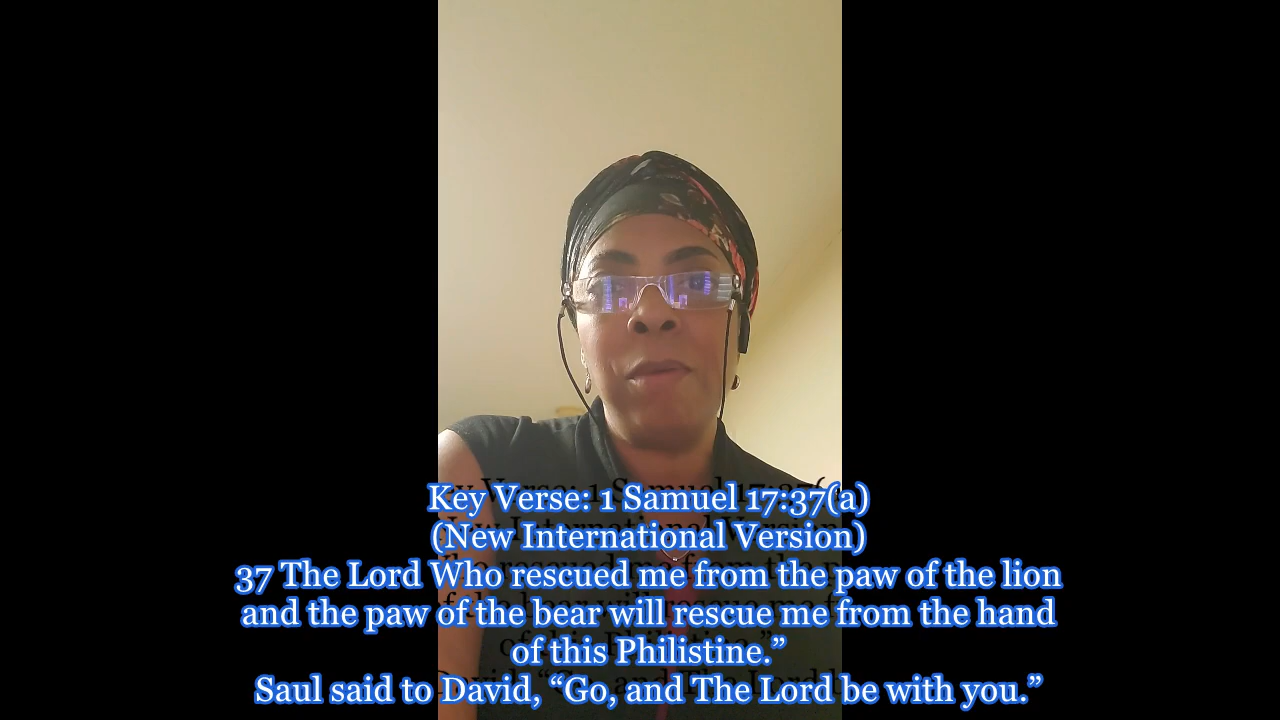 Key Verse: 1 Samuel 17:37(a)
(New International Version)
37 The Lord Who rescued me from the paw of the lion
and the paw of the bear will rescue me from the hand
of this Philistine.”
Saul said to David, “Go, and The Lord be with you.”